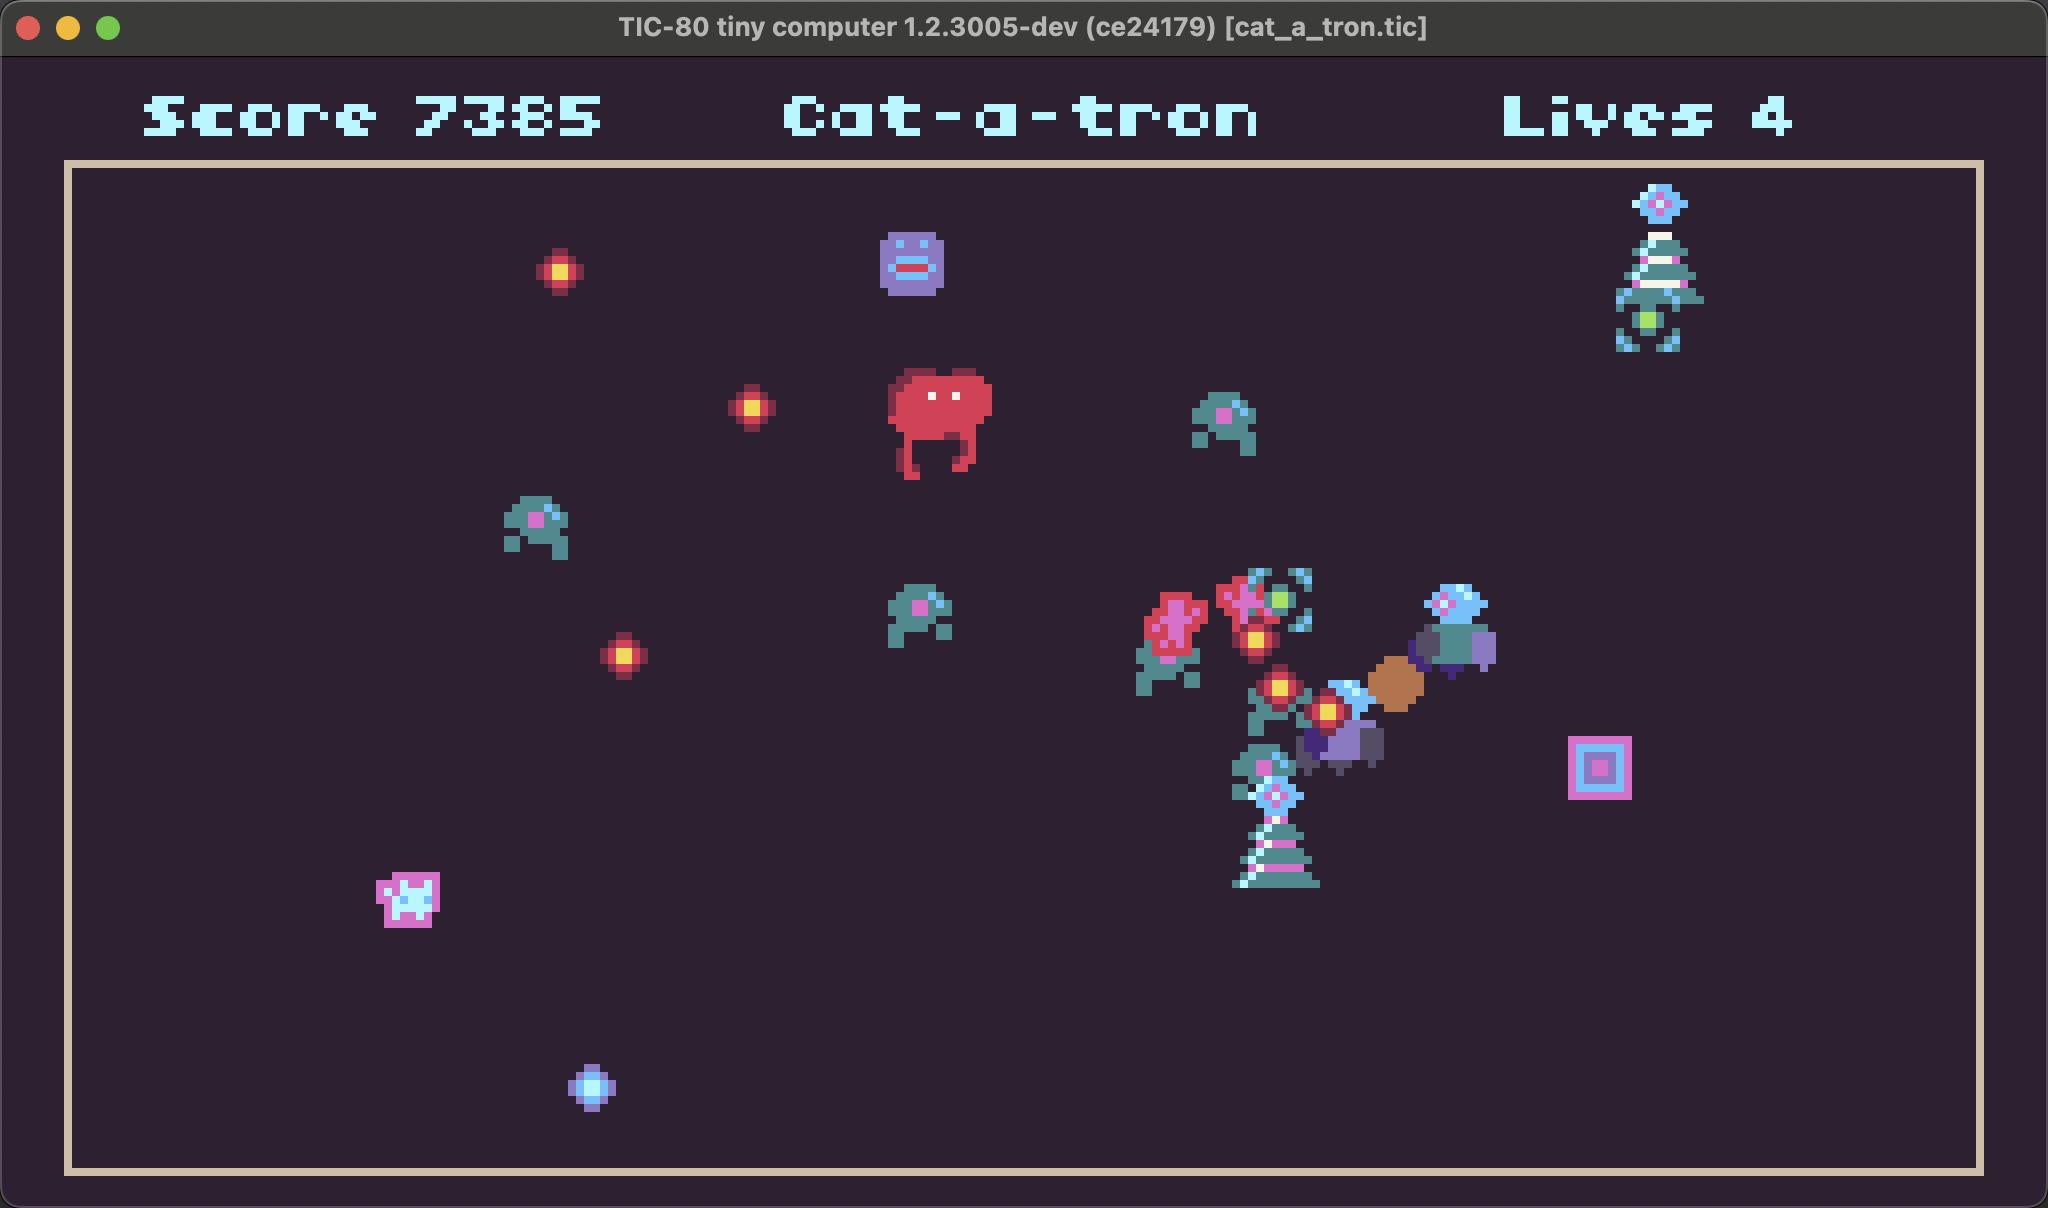 TIC-80 tiny computer 1.2.3005-dev (ce24179) [cat_a_tron.tic]
Score 7385 Cat-a-tron Lives 4